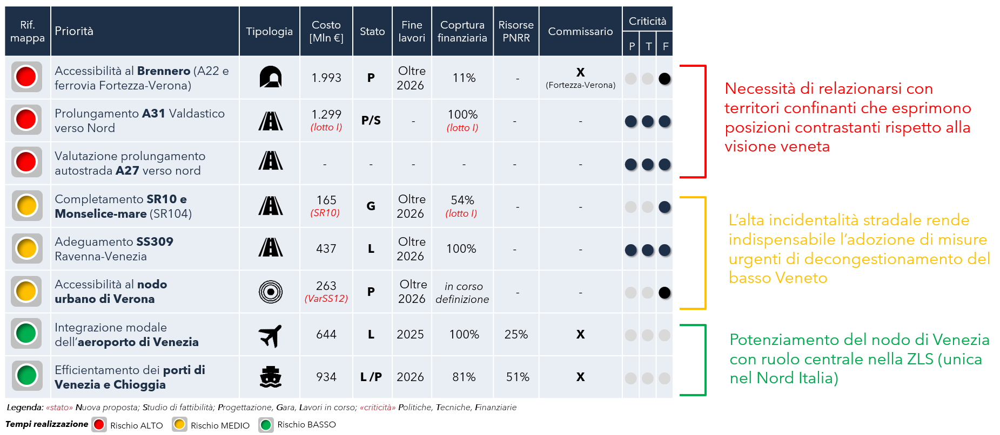 Rif. mappa | Priorità | Tipologia | Costo [Mln €] | Stato | Fine lavori | Coprtura finanziaria | Risorse PNRR | Commissario | Criticità P T F
Accessibilità al Brennero (A22 e
ferrovia Fortezza-Verona)
1.993
P
Oltre
2026
11%
-
X
(Fortezza-Verona)
Prolungamento A31 Valdastico
verso Nord
1.299
(lotto I)
P/S
-
100%
(lotto I)
-
-
Valutazione prolungamento
autostrada A27 verso nord
-
-
-
-
-
-
Completamento SR10 e
Monselice-mare (SR104)
165
(SR10)
G
Oltre
2026
54%
(lotto I)
-
-
Adeguamento SS309
Ravenna-Venezia
437
L
Oltre
2026
100%
-
-
Accessibilità al nodo
urbano di Verona
263
(VarSS12)
P
Oltre
2026
in corso
definizione
-
-
Integrazione modale
dell'aeroporto di Venezia
644
L
2025
100%
25%
X
Efficientamento dei porti di
Venezia e Chioggia
934
L /P
2026
81%
51%
X
Necessità di relazionarsi con
territori confinanti che esprimono
posizioni contrastanti rispetto alla
visione veneta
L'alta incidentalità stradale rende
indispensabile l'adozione di misure
urgenti di decongestionamento del
basso Veneto
Potenziamento del nodo di Venezia
con ruolo centrale nella ZLS (unica
nel Nord Italia)
Legenda: «stato» Nuova proposta; Studio di fattibilità; Progettazione, Gara, Lavori in corso; «criticità» Politiche, Tecniche, Finanziarie
Tempi realizzazione Rischio ALTO Rischio MEDIO Rischio BASSO